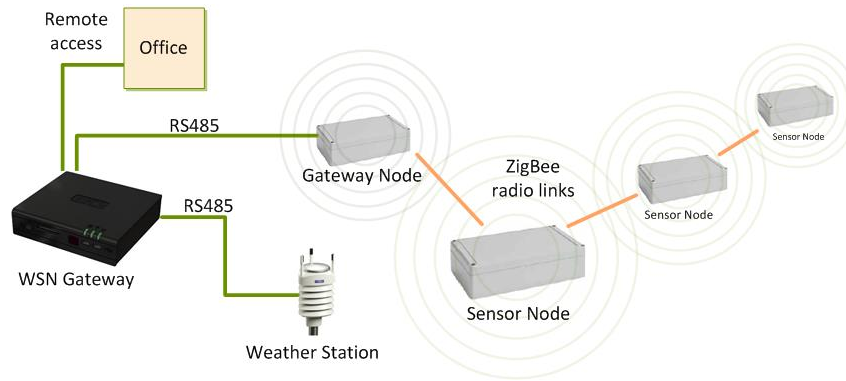 Remote
access
Office
RS485
Gateway Node
ZigBee
radio links
Sensor Node
Sensor Node
RS485
WSN Gateway
Sensor Node
Weather Station